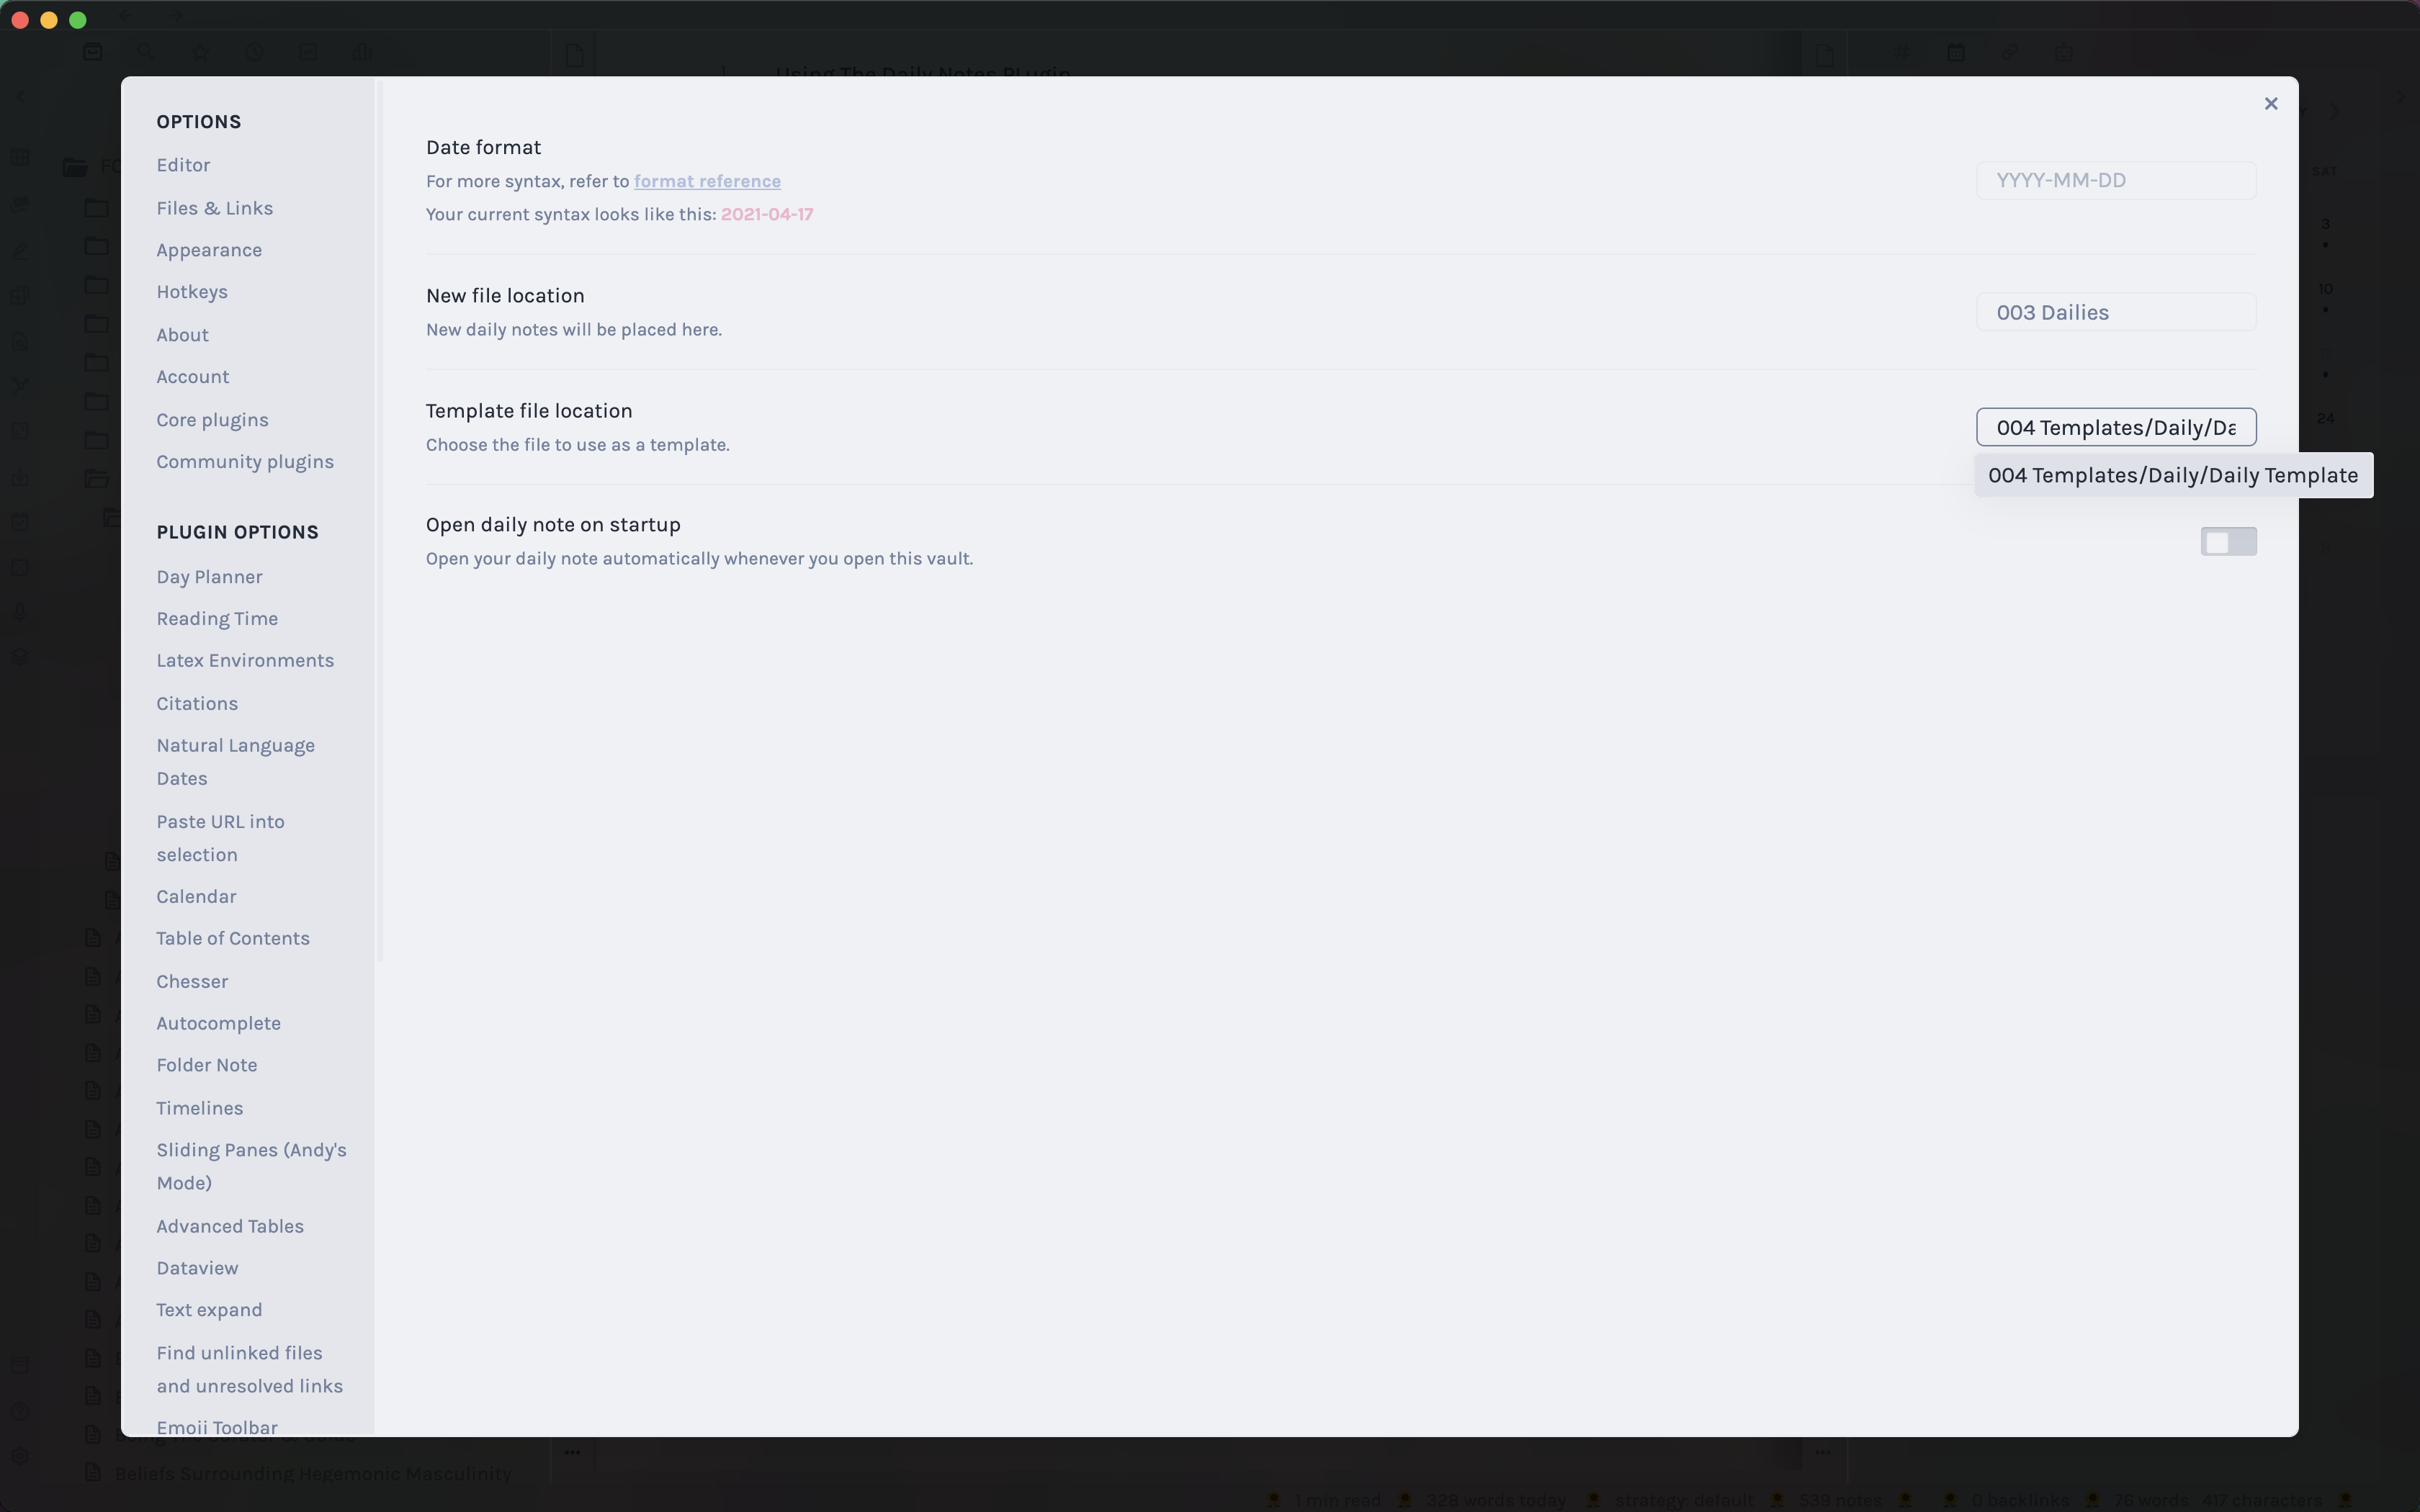 Using The Daily Notes PLugin
OPTIONS
Editor
Files & Links
Appearance
Hotkeys
About
Account
Core plugins
Community plugins
PLUGIN OPTIONS
Day Planner
Reading Time
Latex Environments
Citations
Natural Language
Dates
Paste URL into
selection
Calendar
Table of Contents
Chesser
Autocomplete
Folder Note
Timelines
Sliding Panes (Andy's
Mode)
Advanced Tables
Dataview
Text expand
Find unlinked files
and unresolved links
Emoji Toolbar
Date format
For more syntax, refer to format reference
Your current syntax looks like this: 2021-04-17
YYYY-MM-DD
New file location
New daily notes will be placed here.
003 Dailies
Template file location
Choose the file to use as a template.
004 Templates/Daily/Da
004 Templates/Daily/Daily Template
Open daily note on startup
Open your daily note automatically whenever you open this vault.
SAT
3
10
24
Beliefs Surrounding Hegemonic Masculinity
1 min read 328 words today strategy: default 539 notes 0 backlinks 76 words 417 characters